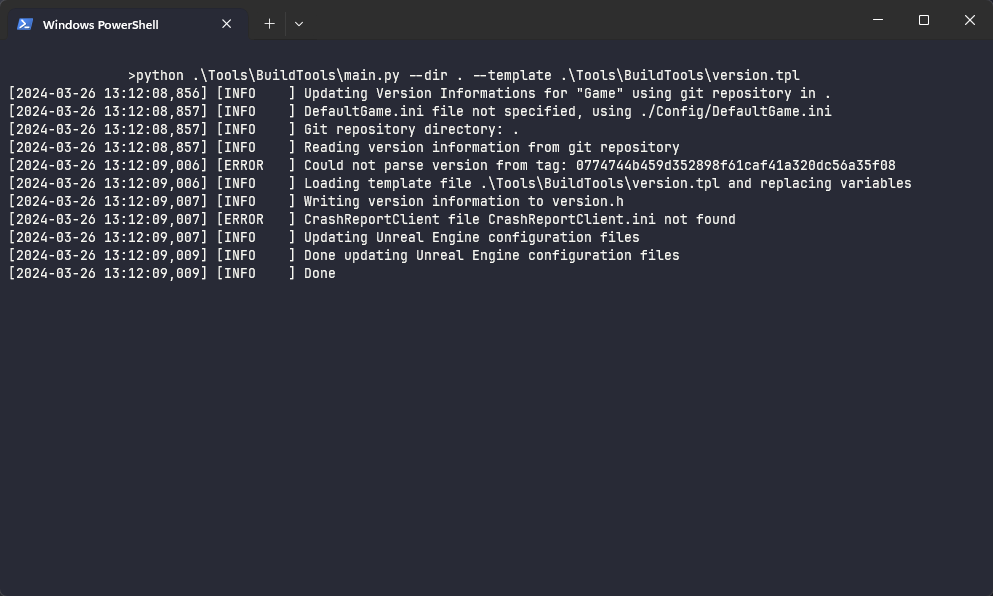 Windows PowerShell
>python .\Tools\BuildTools\main.py --dir . --template .\Tools\BuildTools\version.tpl
[2024-03-26 13:12:08,856] [INFO    ] Updating Version Informations for "Game" using git repository in .
[2024-03-26 13:12:08,857] [INFO    ] DefaultGame.ini file not specified, using ./Config/DefaultGame.ini
[2024-03-26 13:12:08,857] [INFO    ] Git repository directory: .
[2024-03-26 13:12:08,857] [INFO    ] Reading version information from git repository
[2024-03-26 13:12:09,006] [ERROR   ] Could not parse version from tag: 0774744b459d352898f61caf41a320dc56a35f08
[2024-03-26 13:12:09,006] [INFO    ] Loading template file .\Tools\BuildTools\version.tpl and replacing variables
[2024-03-26 13:12:09,007] [INFO    ] Writing version information to version.h
[2024-03-26 13:12:09,007] [ERROR   ] CrashReportClient file CrashReportClient.ini not found
[2024-03-26 13:12:09,007] [INFO    ] Updating Unreal Engine configuration files
[2024-03-26 13:12:09,009] [INFO    ] Done updating Unreal Engine configuration files
[2024-03-26 13:12:09,009] [INFO    ] Done